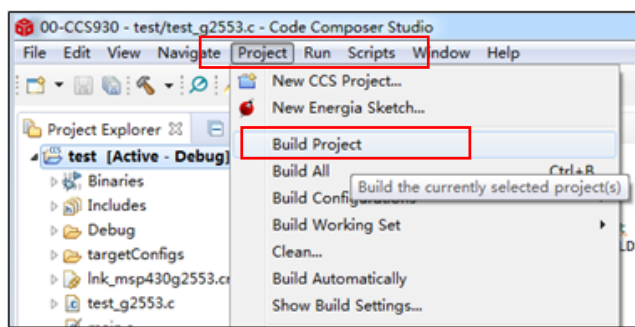 00-CCS930 - test/test_g2553.c - Code Composer Studio
File Edit View Navigate Project Run Scripts Window Help
New CCS Project...
New Energia Sketch...
Project Explorer
Build Project
test [Active - Debug]
Build All Ctrl+B
Build the currently selected project(s)
Binaries
Build
Includes
Build Working Set
Debug
Clean...
targetConfigs
Build Automatically
lnk_msp430g2553.c
Show Build Settings...
test_g2553.c